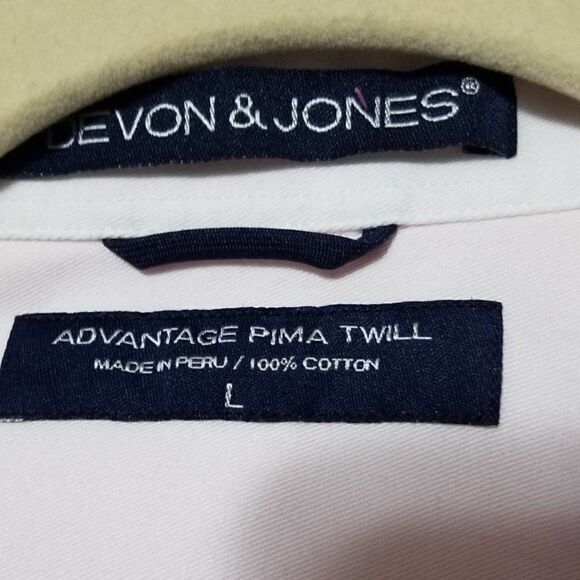 DEVON & JONES®
ADVANTAGE PIMA TWILL
MADE IN PERU / 100% COTTON
L